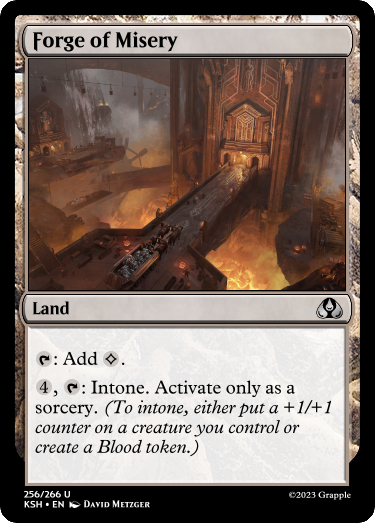 Forge of Misery
Land
: Add .
4, : Intone. Activate only as a
sorcery. (To intone, either put a +1/+1
counter on a creature you control or
create a Blood token.)
256/266 U
KSH • EN DAVID METZGER
©2023 Grapple